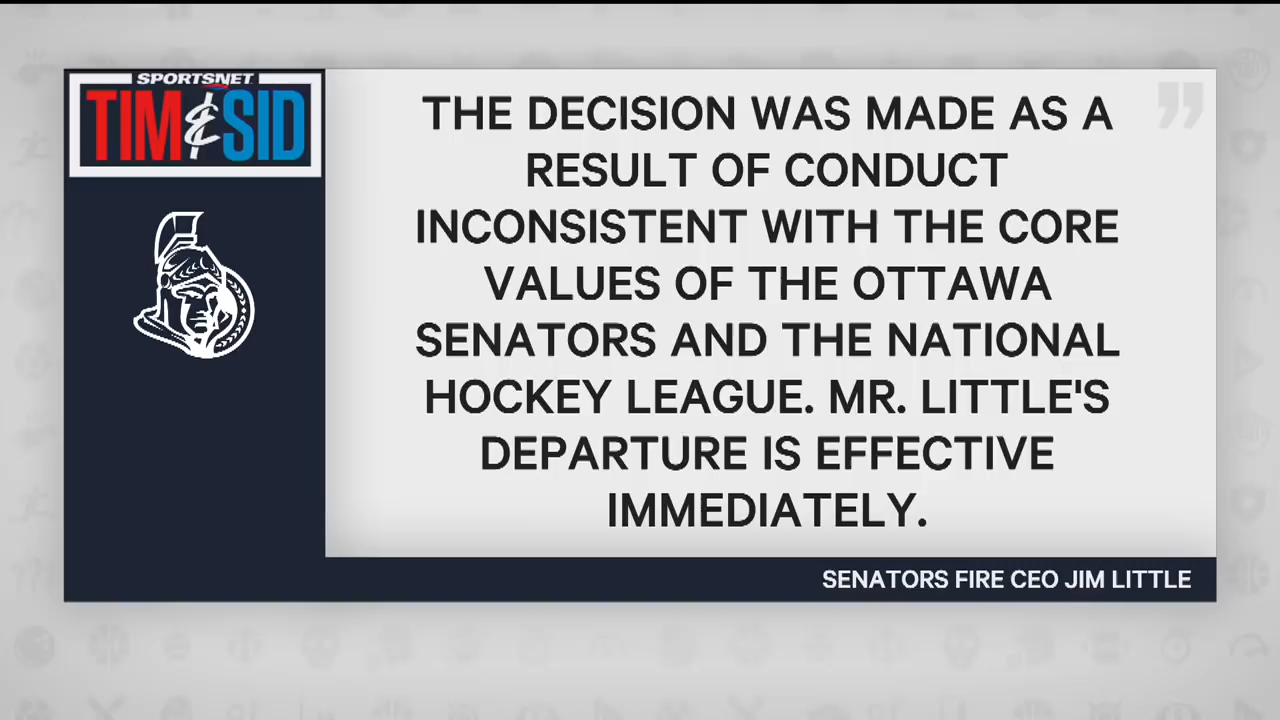 SPORTSNET
TIM & SID
THE DECISION WAS MADE AS A
RESULT OF CONDUCT
INCONSISTENT WITH THE CORE
VALUES OF THE OTTAWA
SENATORS AND THE NATIONAL
HOCKEY LEAGUE. MR. LITTLE'S
DEPARTURE IS EFFECTIVE
IMMEDIATELY.
SENATORS FIRE CEO JIM LITTLE